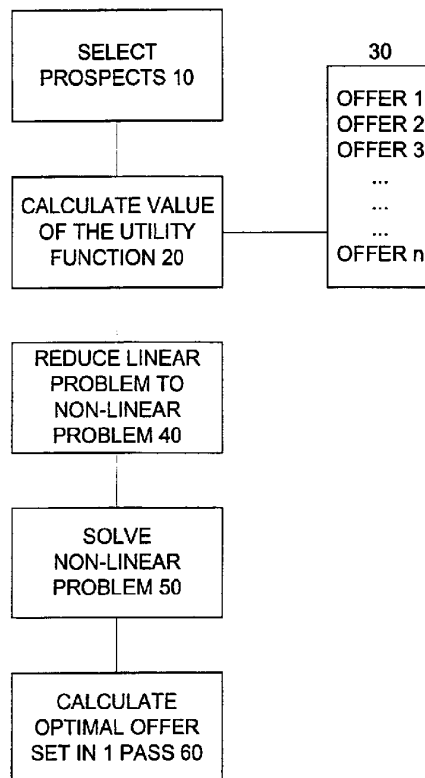 SELECT
PROSPECTS 10
30
OFFER 1
OFFER 2
OFFER 3
...
...
...
OFFER n
CALCULATE VALUE
OF THE UTILITY
FUNCTION 20
REDUCE LINEAR
PROBLEM TO
NON-LINEAR
PROBLEM 40
SOLVE
NON-LINEAR
PROBLEM 50
CALCULATE
OPTIMAL OFFER
SET IN 1 PASS 60